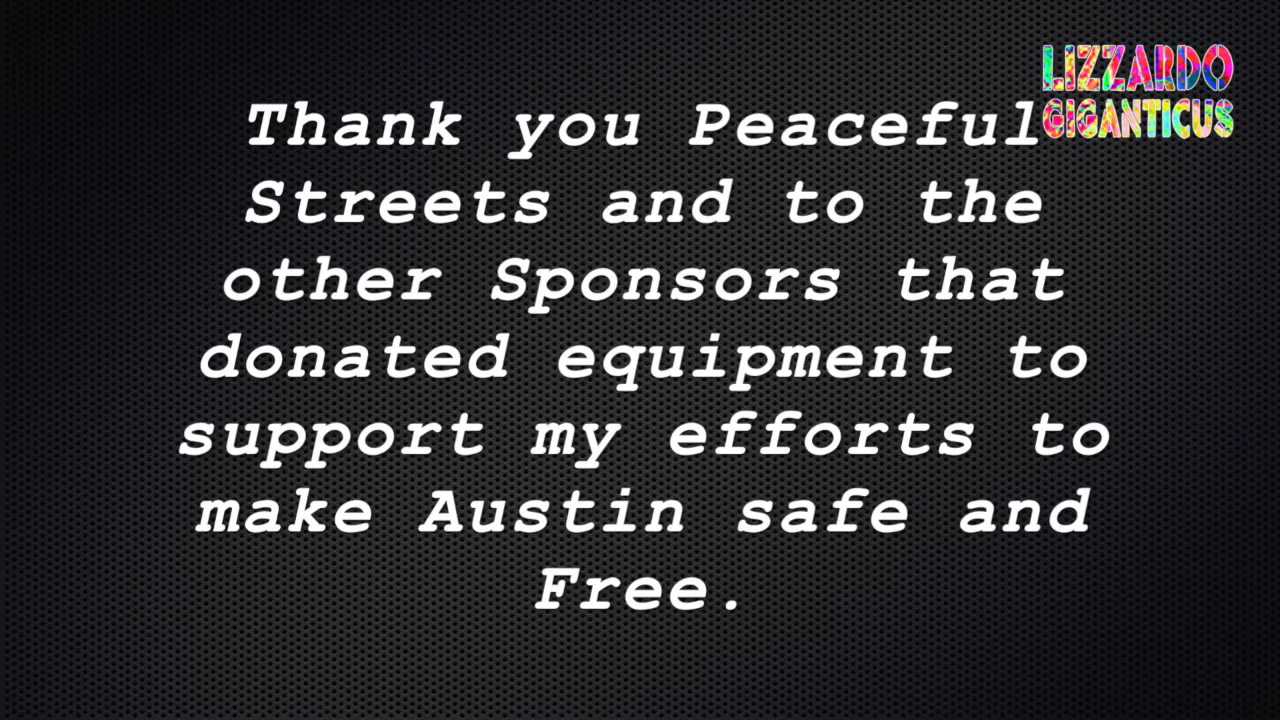 LIZZARDO
GIGANTICUS
Thank you Peaceful
Streets and to the
other Sponsors that
donated equipment to
support my efforts to
make Austin safe and
Free.